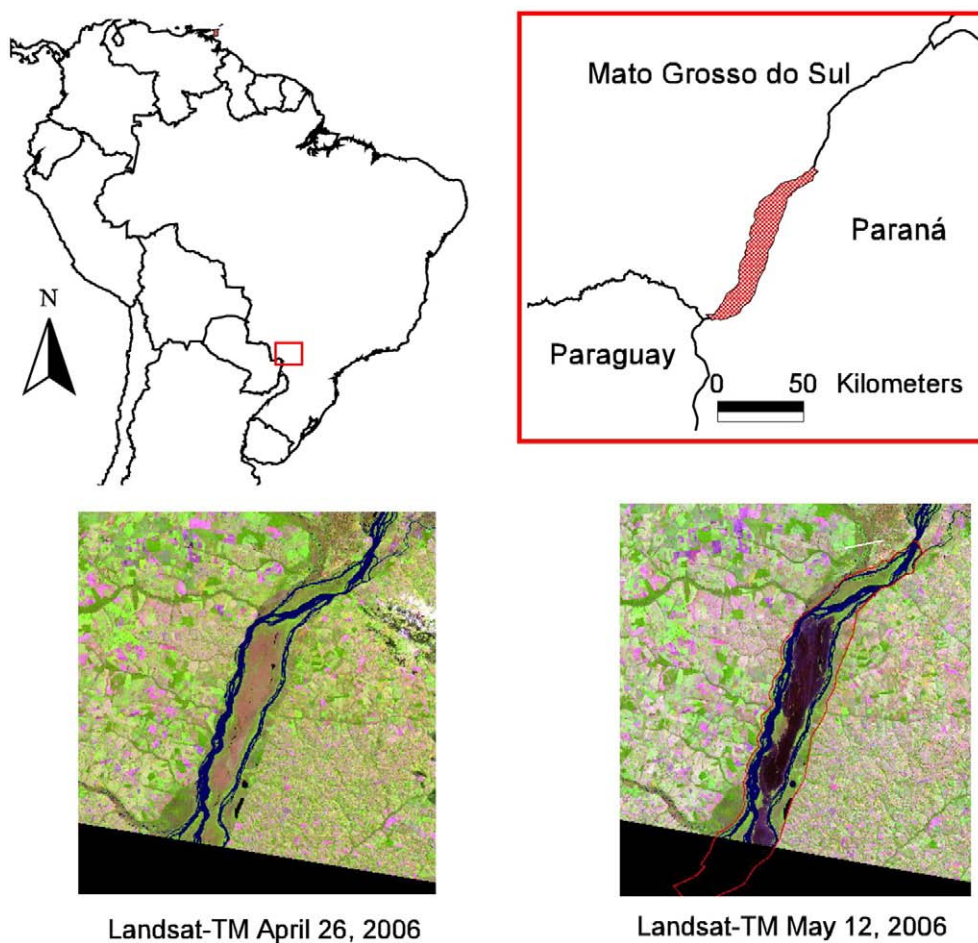 N
Mato Grosso do Sul
Paraná
Paraguay
0 50 Kilometers
Landsat-TM April 26, 2006
Landsat-TM May 12, 2006